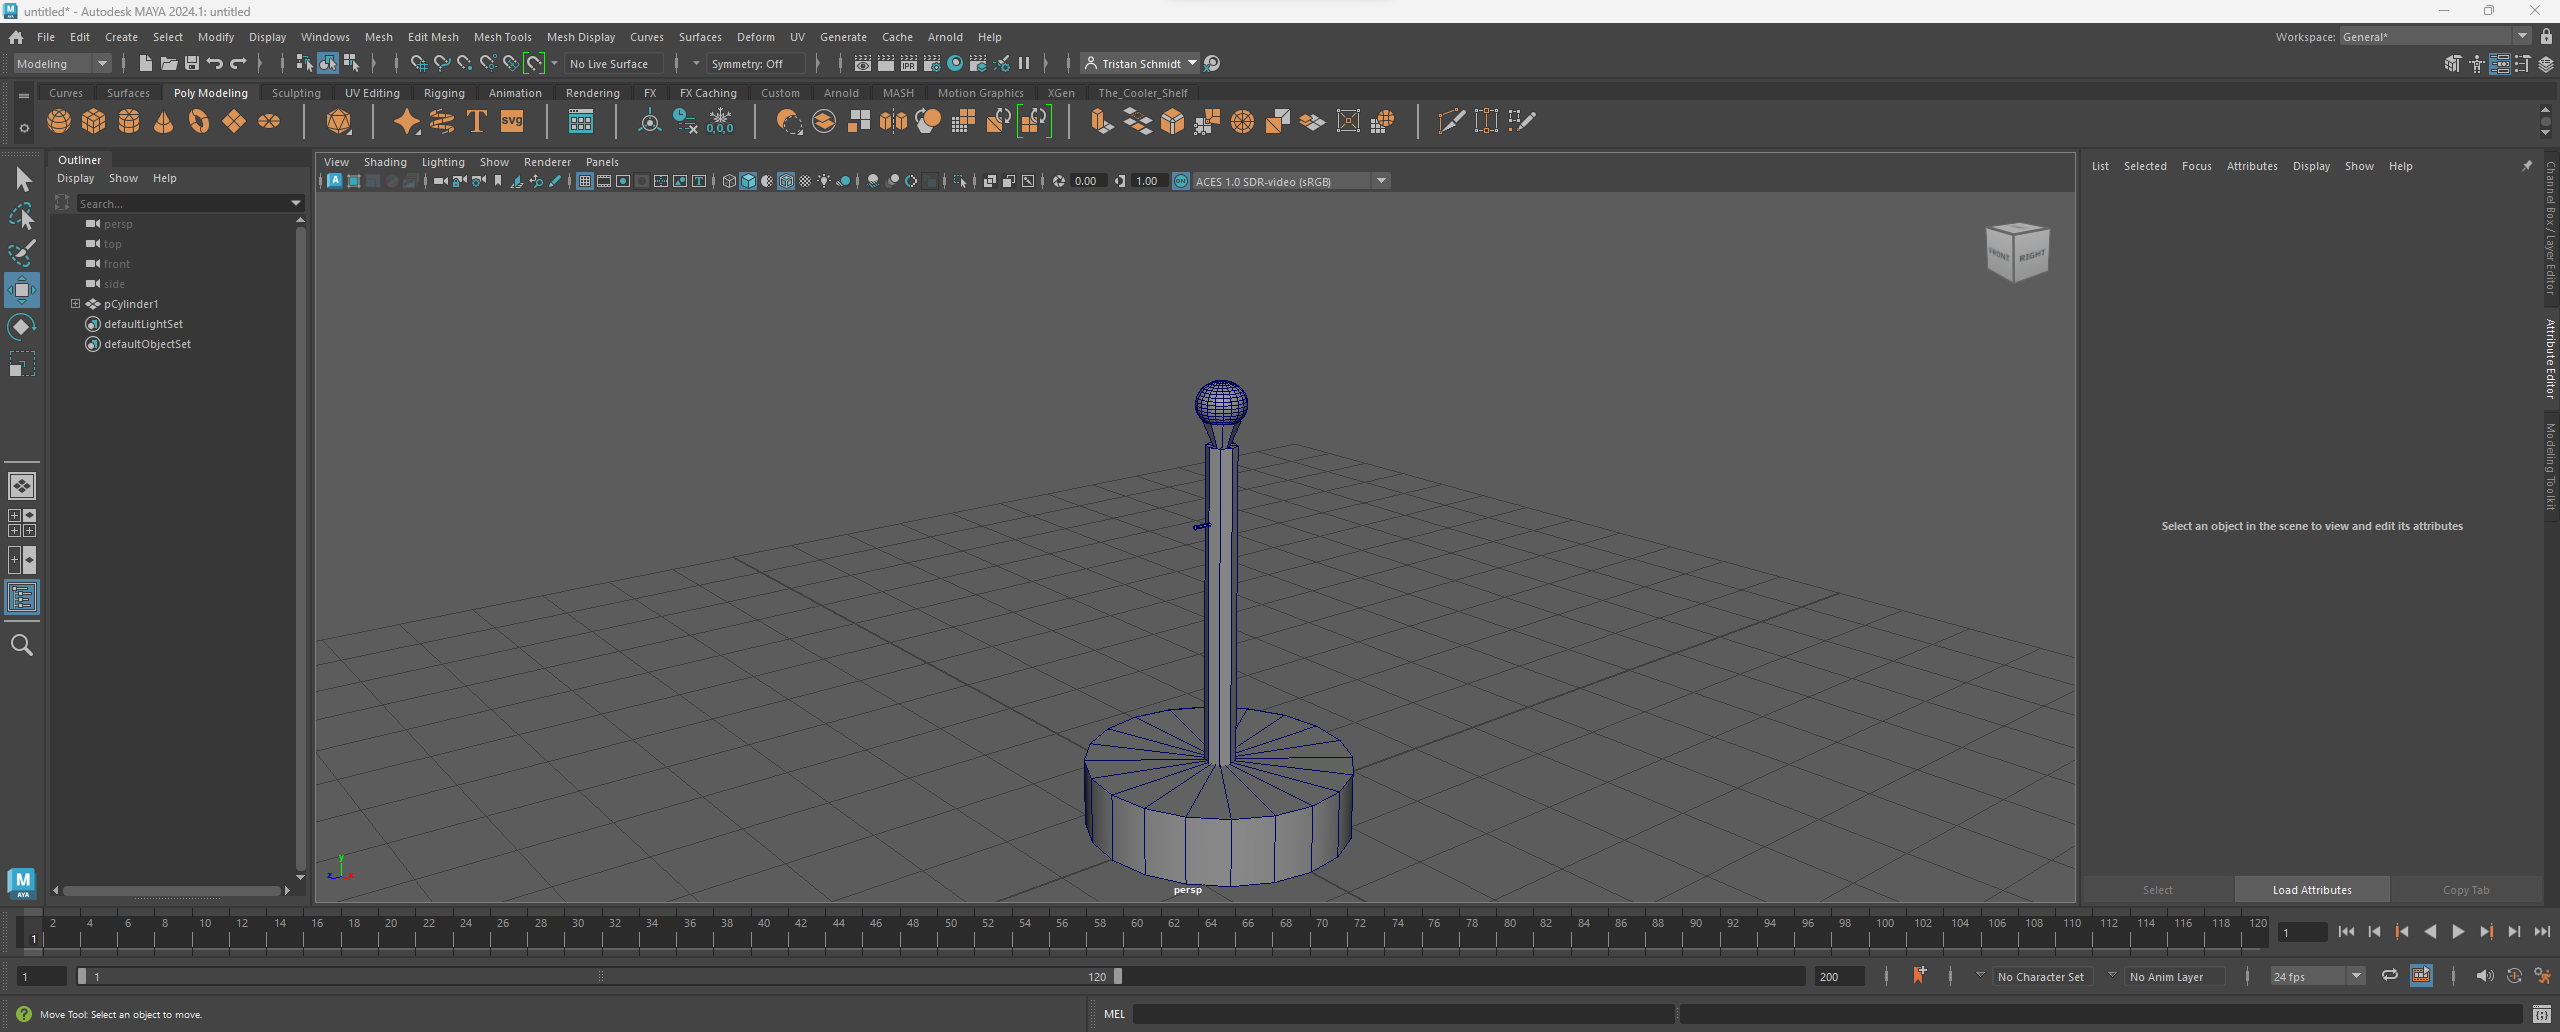 untitled* - Autodesk MAYA 2024.1: untitled
File Edit Create Select Modify Display Windows Mesh Edit Mesh Mesh Tools Mesh Display Curves Surfaces Deform UV Generate Cache Arnold Help
Workspace: General*
Modeling No Live Surface Symmetry: Off IPR Tristan Schmidt
Curves Surfaces Poly Modeling Sculpting UV Editing Rigging Animation Rendering FX FX Caching Custom Arnold MASH Motion Graphics XGen The_Cooler_Shelf
T svg 0,0,0
Outliner
Display Show Help
Search...
persp
top
front
side
pCylinder1
defaultLightSet
defaultObjectSet
View Shading Lighting Show Renderer Panels
0.00 1.00 ON ACES 1.0 SDR-video (sRGB)
FRONT RIGHT
y
z x
persp
List Selected Focus Attributes Display Show Help
Select an object in the scene to view and edit its attributes
Select Load Attributes Copy Tab
Channel Box / Layer Editor
Attribute Editor
Modeling Toolkit
M
AYA
2 4 6 8 10 12 14 16 18 20 22 24 26 28 30 32 34 36 38 40 42 44 46 48 50 52 54 56 58 60 62 64 66 68 70 72 74 76 78 80 82 84 86 88 90 92 94 96 98 100 102 104 106 108 110 112 114 116 118 120
1 1
1 1 120 200 No Character Set No Anim Layer 24 fps
Move Tool: Select an object to move. MEL